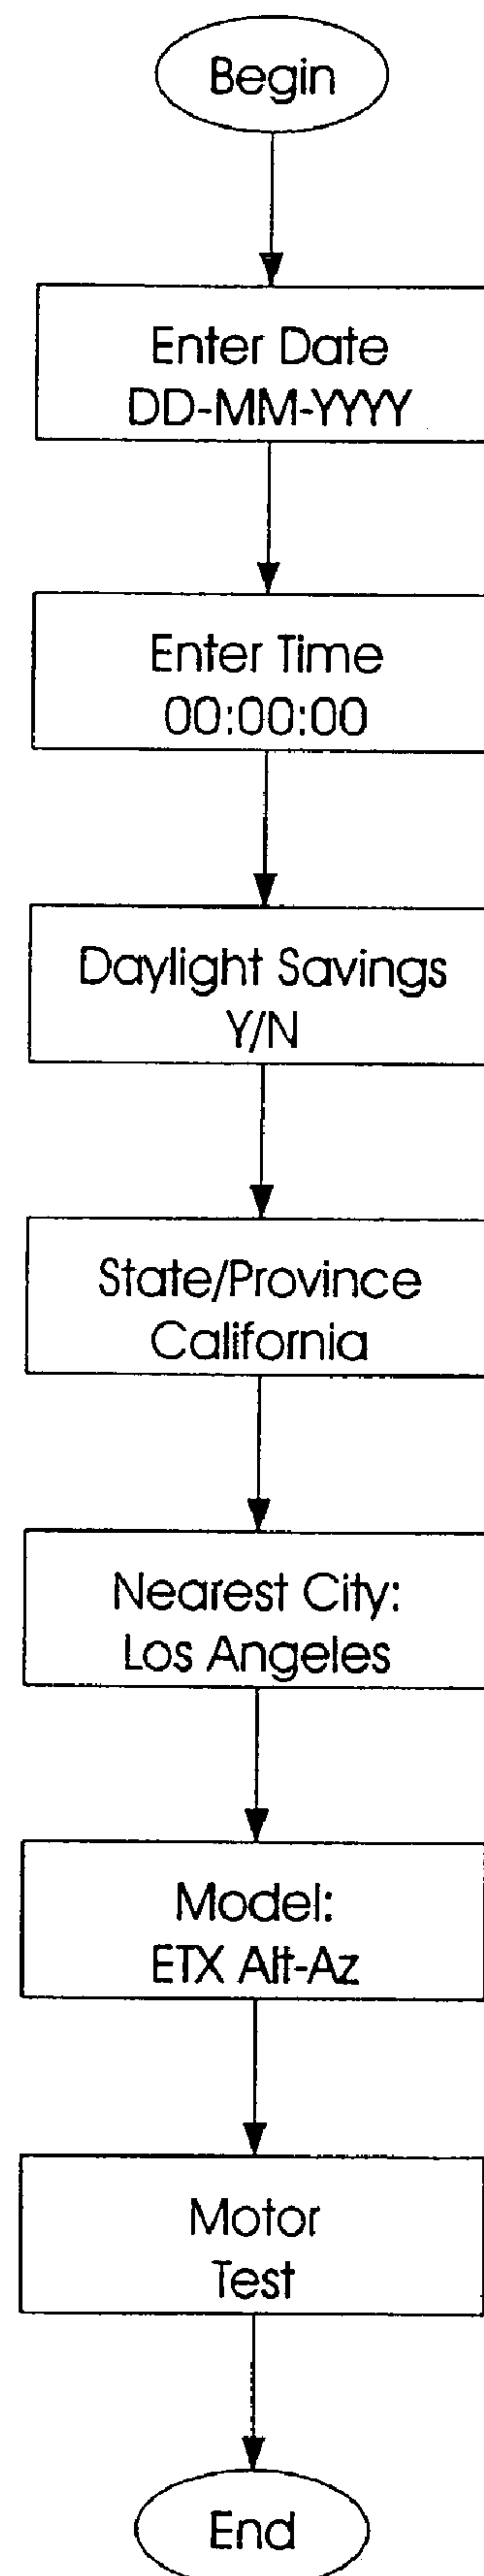 Begin
Enter Date
DD-MM-YYYY
Enter Time
00:00:00
Daylight Savings
Y/N
State/Province
California
Nearest City:
Los Angeles
Model:
ETX Alt-Az
Motor
Test
End